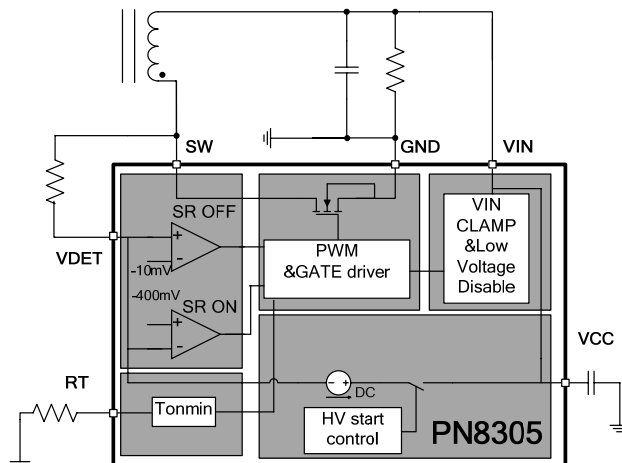 SW
GND
VIN
SR OFF
VIN
CLAMP
&Low
Voltage
Disable
PWM
&GATE driver
VDET
+
-
-10mV
-400mV
SR ON
+
-
VCC
RT
- +
DC
Tonmin
HV start
control
PN8305